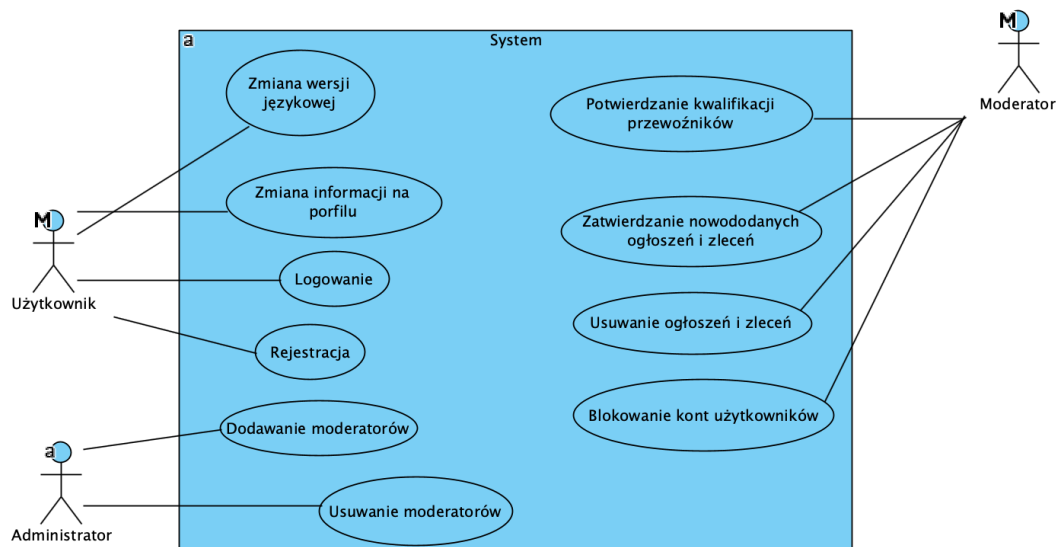 a
System
M
Moderator
Zmiana wersji
językowej
Potwierdzanie kwalifikacji
przewoźników
Zmiana informacji na
porfilu
M
Użytkownik
Zatwierdzanie nowododanych
ogłoszeń i zleceń
Logowanie
Usuwanie ogłoszeń i zleceń
Rejestracja
Blokowanie kont użytkowników
Dodawanie moderatorów
a
Administrator
Usuwanie moderatorów